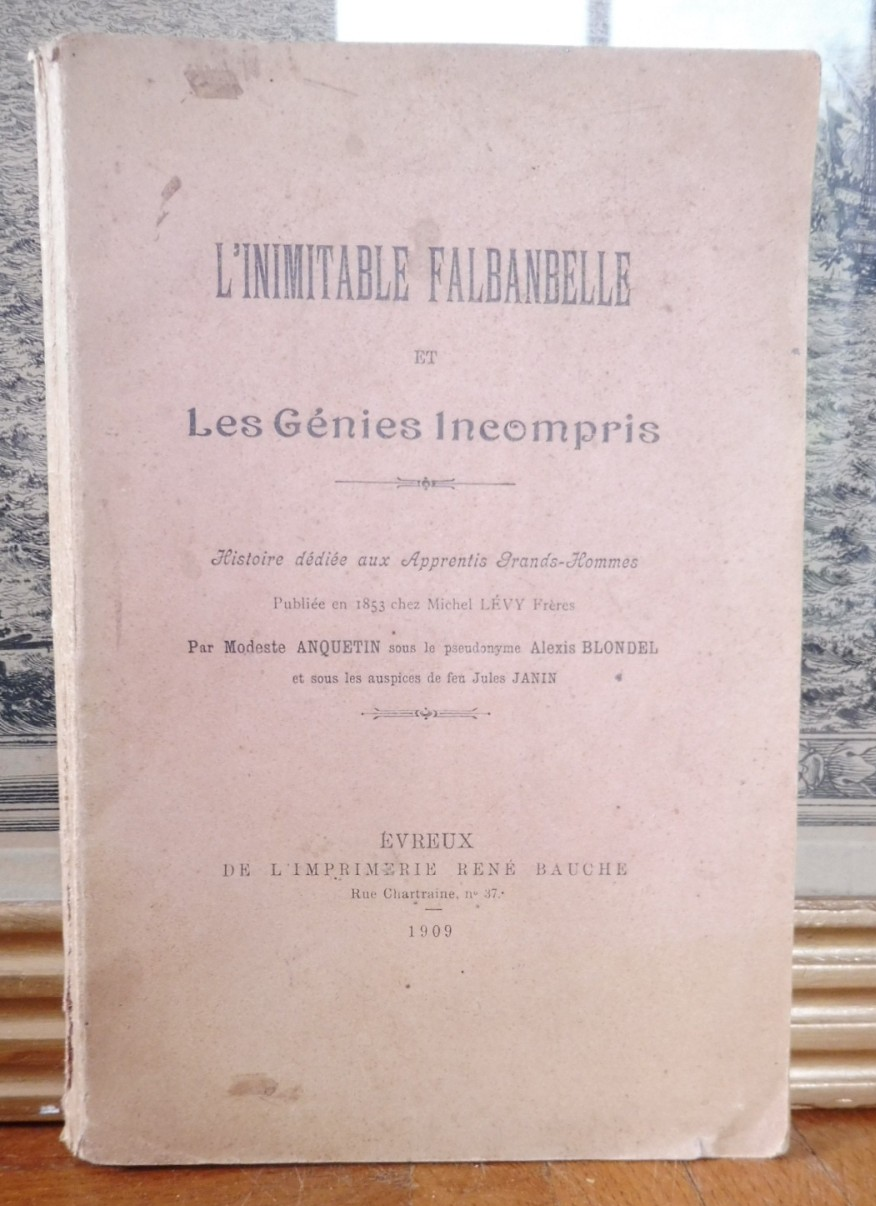 L'INIMITABLE FALBANBELLE
ET
Les Génies Incompris
Histoire dédiée aux Apprentis Grands-Hommes
Publiée en 1853 chez Michel LÉVY Frères
Par Modeste ANQUETIN sous le pseudonyme Alexis BLONDEL
et sous les auspices de feu Jules JANIN
ÉVREUX
DE L'IMPRIMERIE RENÉ BAUCHE
Rue Chartraine, nº 37.
1909